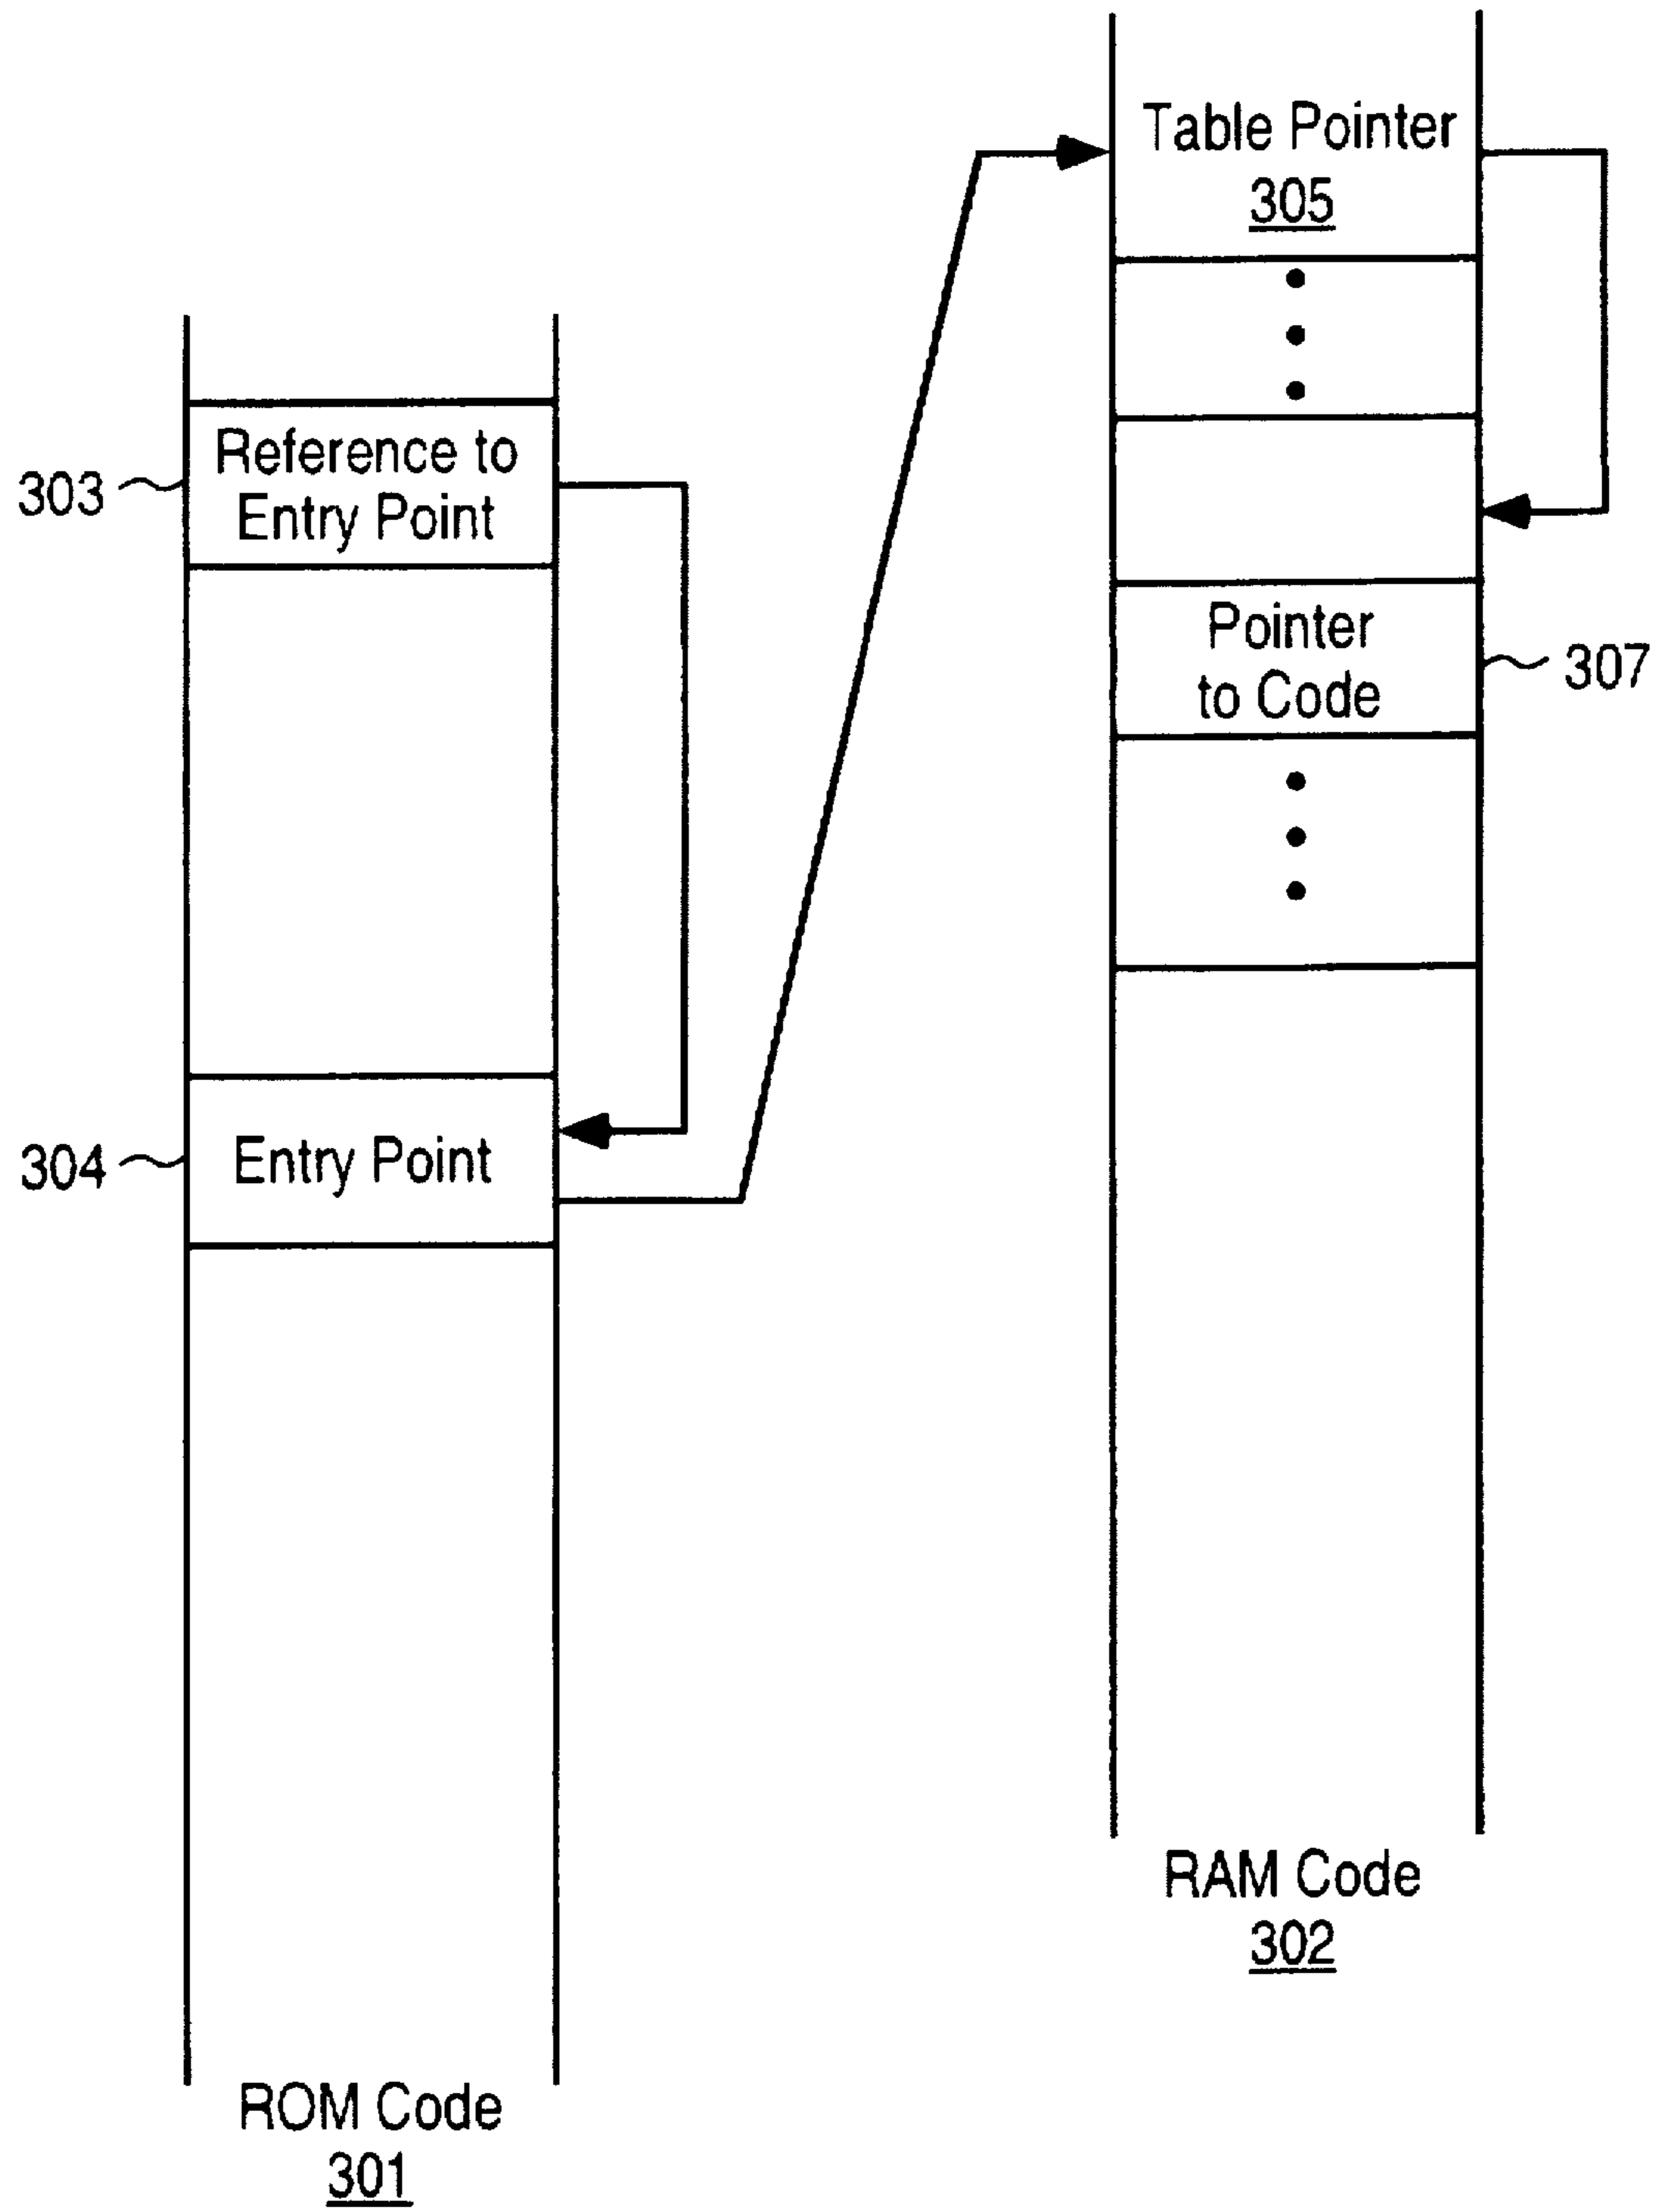 Table Pointer
305
303
Reference to
Entry Point
Pointer
to Code
307
304
Entry Point
RAM Code
302
ROM Code
301